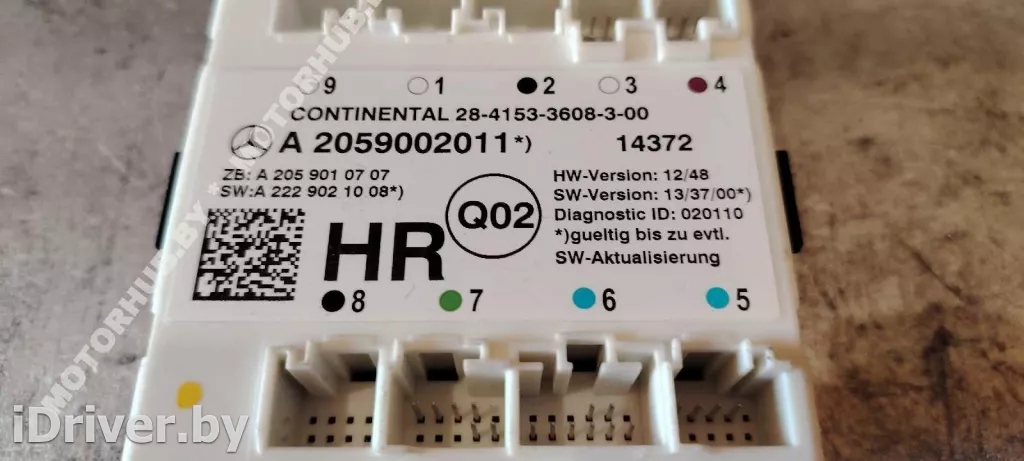 9 1 2 3 4
CONTINENTAL 28-4153-3608-3-00
A 2059002011*) 14372
ZB: A 205 901 07 07
SW:A 222 902 10 08*)
HW-Version: 12/48
SW-Version: 13/37/00*)
Diagnostic ID: 020110
*)gueltig bis zu evtl.
SW-Aktualisierung
HR
Q02
8 7 6 5
MOTORHUB.BY * MOTORHUB.BY
iDriver.by